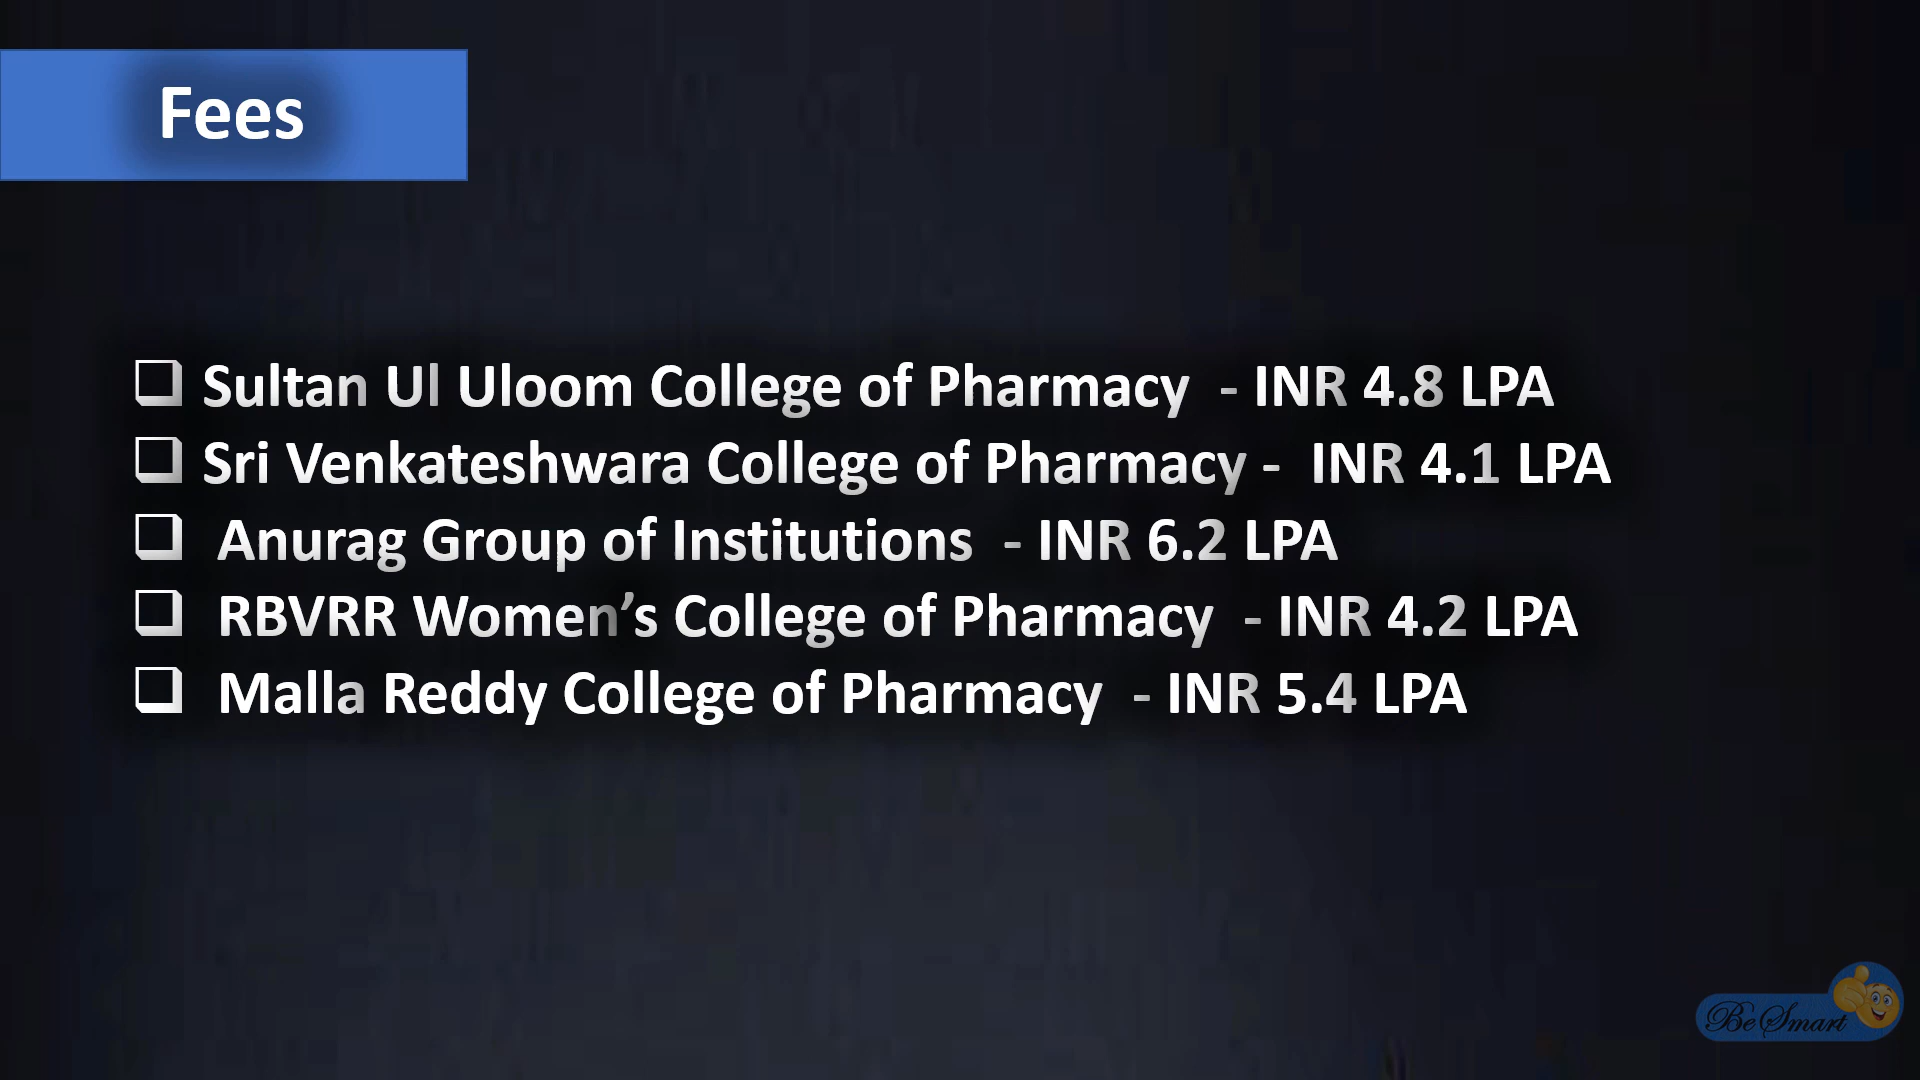 Fees
Sultan Ul Uloom College of Pharmacy - INR 4.8 LPA
Sri Venkateshwara College of Pharmacy - INR 4.1 LPA
Anurag Group of Institutions - INR 6.2 LPA
RBVRR Women’s College of Pharmacy - INR 4.2 LPA
Malla Reddy College of Pharmacy - INR 5.4 LPA
Be Smart